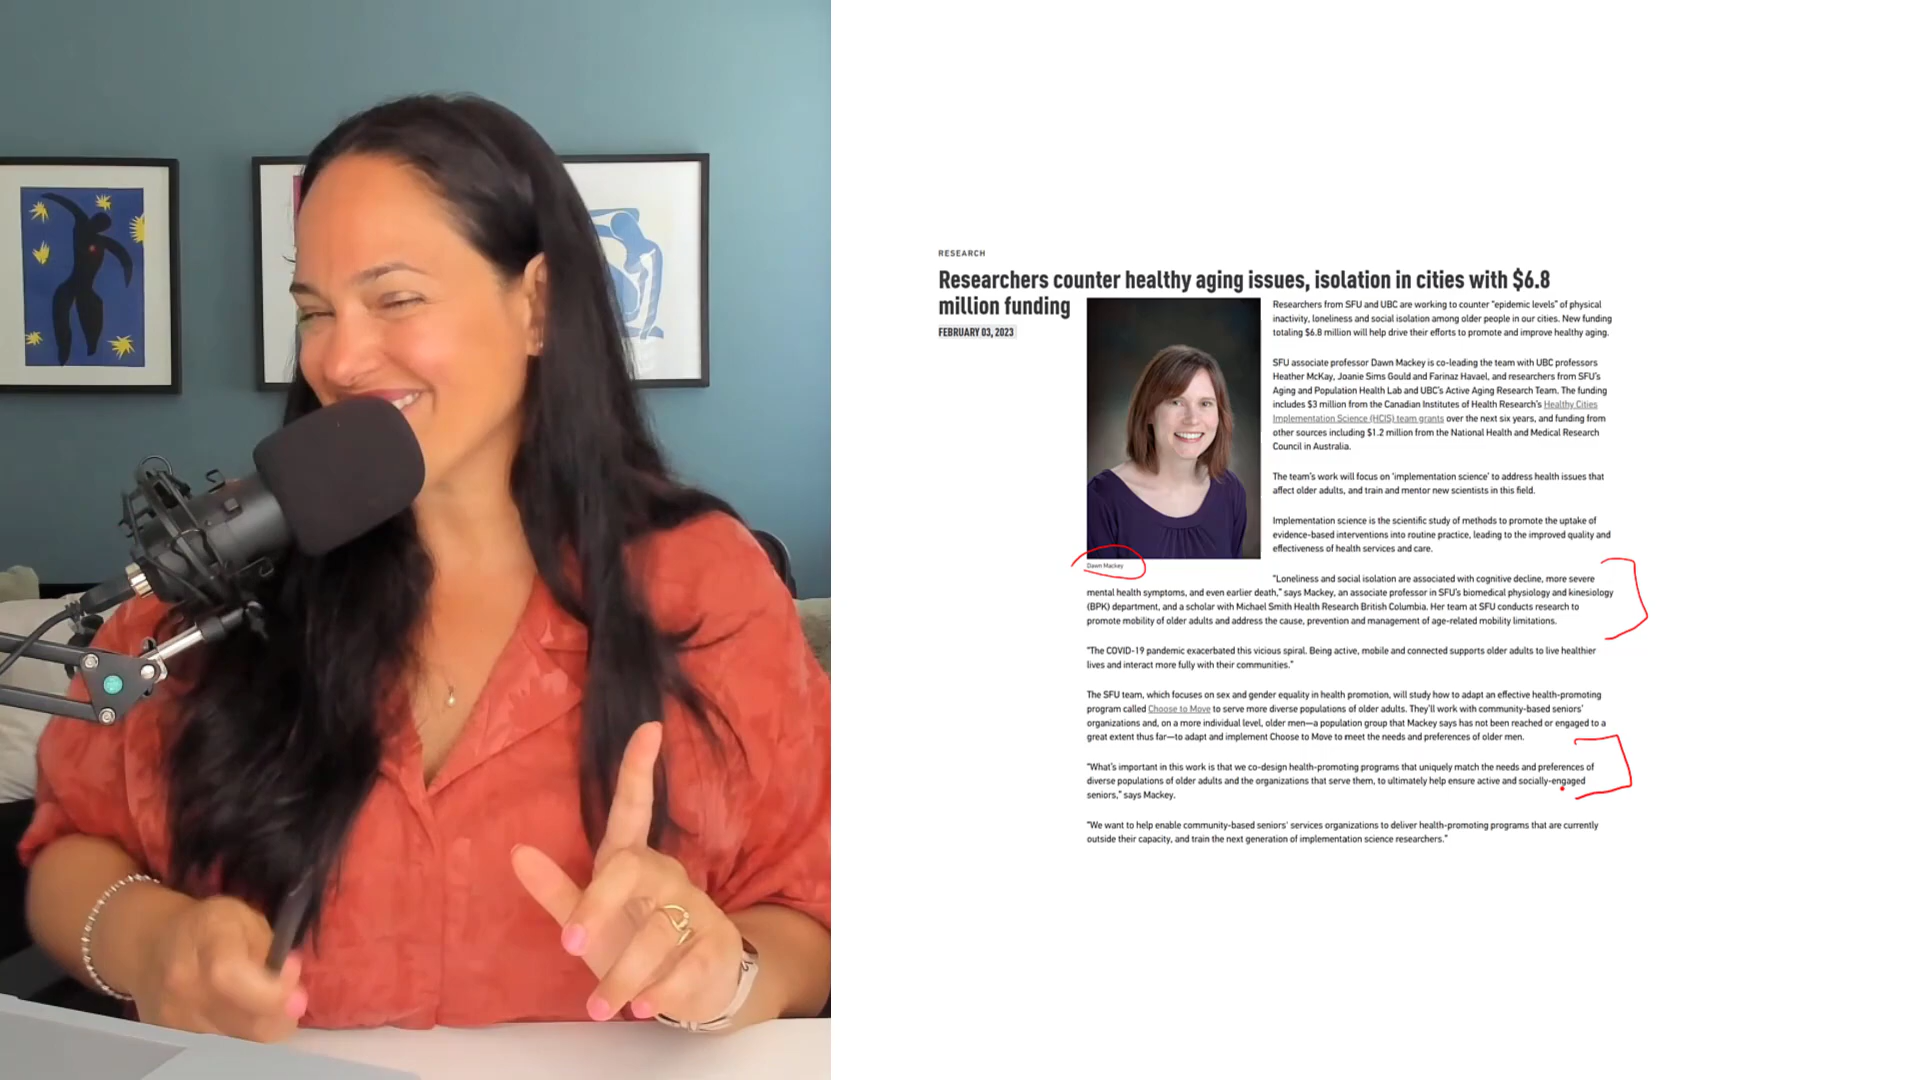 RESEARCH
Researchers counter healthy aging issues, isolation in cities with $6.8
million funding
FEBRUARY 03, 2023
Researchers from SFU and UBC are working to counter "epidemic levels" of physical
inactivity, loneliness and social isolation among older people in our cities. New funding
totaling $6.8 million will help drive their efforts to promote and improve healthy aging.
SFU associate professor Dawn Mackey is co-leading the team with UBC professors
Heather McKay, Joanie Sims Gould and Farinaz Havaei, and researchers from SFU's
Aging and Population Health Lab and UBC's Active Aging Research Team. The funding
includes $3 million from the Canadian Institutes of Health Research's Healthy Cities
Implementation Science (HCIS) team grants over the next six years, and funding from
other sources including $1.2 million from the National Health and Medical Research
Council in Australia.
The team's work will focus on 'implementation science' to address health issues that
affect older adults, and train and mentor new scientists in this field.
Implementation science is the scientific study of methods to promote the uptake of
evidence-based interventions into routine practice, leading to the improved quality and
effectiveness of health services and care.
Dawn Mackey
"Loneliness and social isolation are associated with cognitive decline, more severe
mental health symptoms, and even earlier death," says Mackey, an associate professor in SFU's biomedical physiology and kinesiology
(BPK) department, and a scholar with Michael Smith Health Research British Columbia. Her team at SFU conducts research to
promote mobility of older adults and address the cause, prevention and management of age-related mobility limitations.
"The COVID-19 pandemic exacerbated this vicious spiral. Being active, mobile and connected supports older adults to live healthier
lives and interact more fully with their communities."
The SFU team, which focuses on sex and gender equality in health promotion, will study how to adapt an effective health-promoting
program called Choose to Move to serve more diverse populations of older adults. They'll work with community-based seniors'
organizations and, on a more individual level, older men—a population group that Mackey says has not been reached or engaged to a
great extent thus far—to adapt and implement Choose to Move to meet the needs and preferences of older men.
"What's important in this work is that we co-design health-promoting programs that uniquely match the needs and preferences of
diverse populations of older adults and the organizations that serve them, to ultimately help ensure active and socially-engaged
seniors," says Mackey.
"We want to help enable community-based seniors' services organizations to deliver health-promoting programs that are currently
outside their capacity, and train the next generation of implementation science researchers."